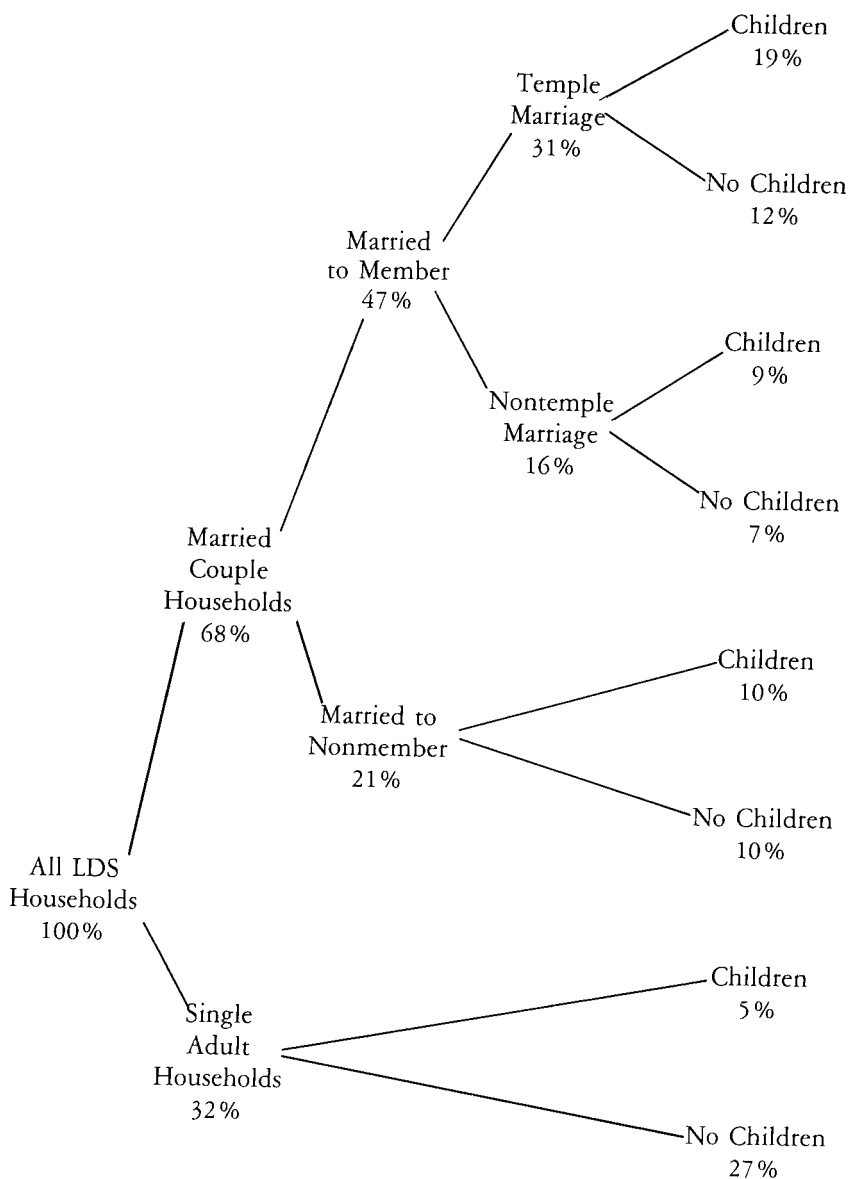 Children
19%
Temple
Marriage
31%
No Children
12%
Married
to Member
47%
Children
9%
Nontemple
Marriage
16%
No Children
7%
Married
Couple
Households
68%
Children
10%
Married to
Nonmember
21%
No Children
10%
All LDS
Households
100%
Children
5%
Single
Adult
Households
32%
No Children
27%